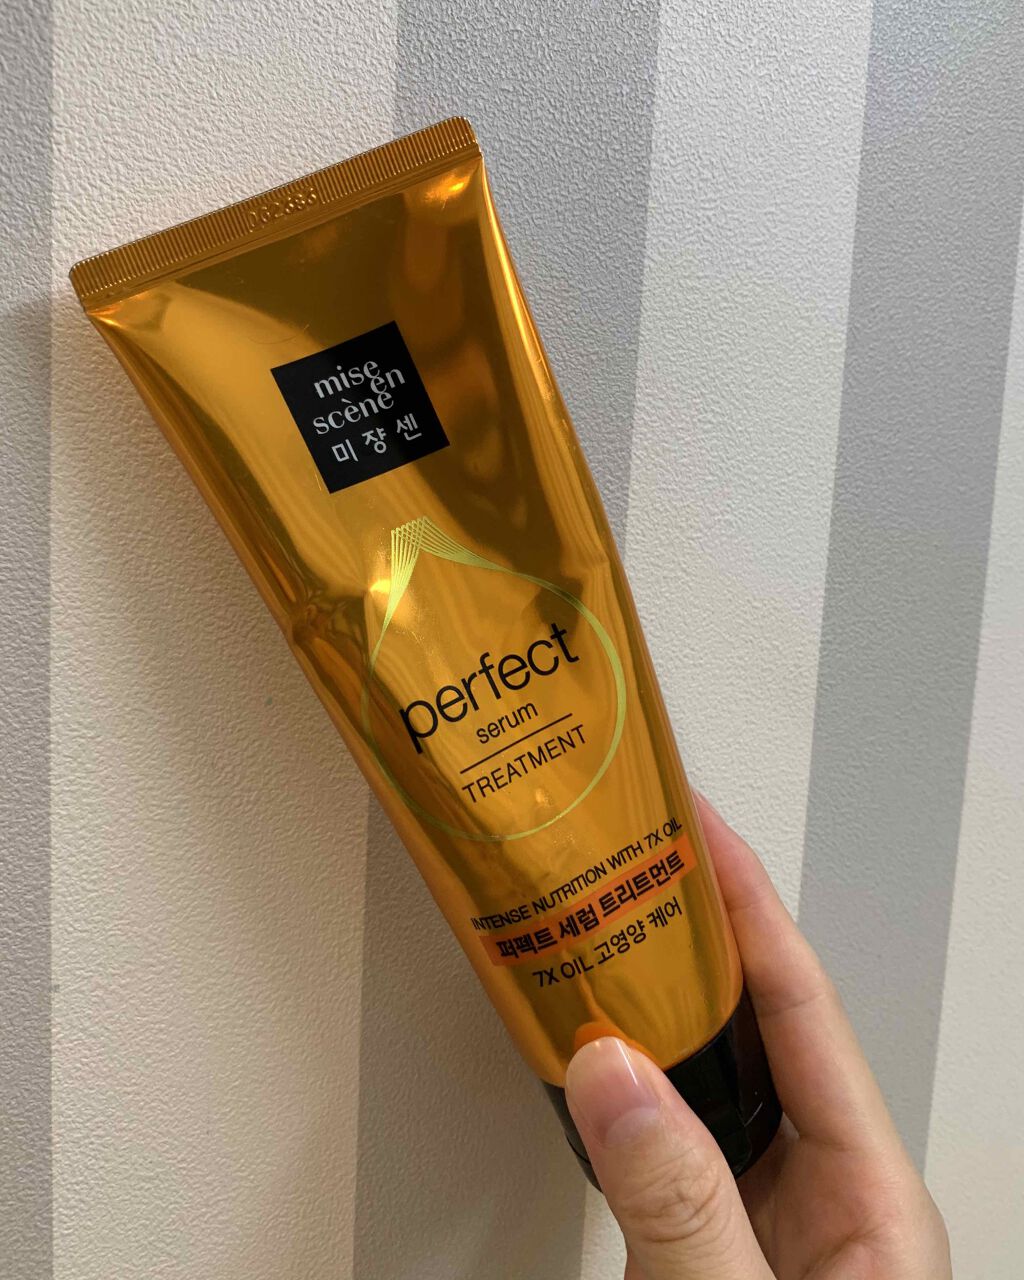 mise
en
scène
미쟝센
perfect
serum
TREATMENT
INTENSE NUTRITION WITH 7X OIL
퍼펙트 세럼 트리트먼트
7X OIL 고영양 케어